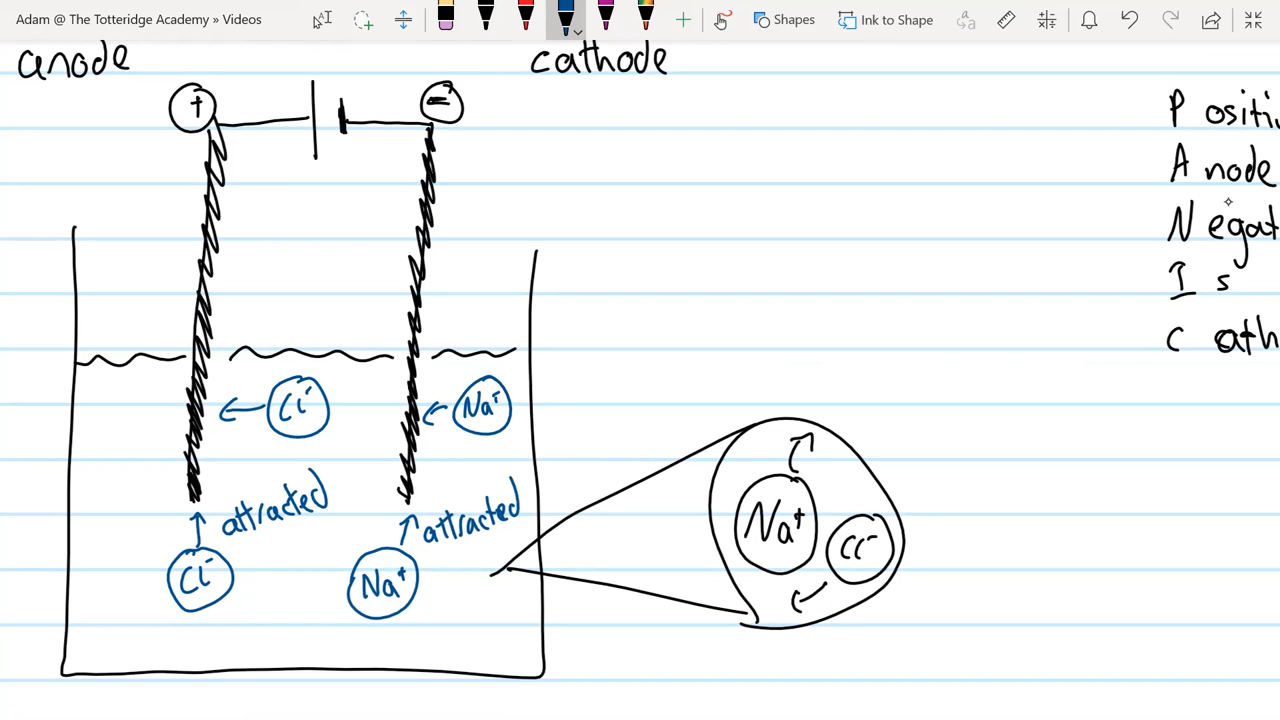 Adam @ The Totteridge Academy » Videos
Shapes
Ink to Shape
anode
cathode
+
−
P ositi
A node
N egat
I s
C ath
Cl⁻
Na⁺
attracted
attracted
Cl⁻
Na⁺
Na⁺
Cl⁻